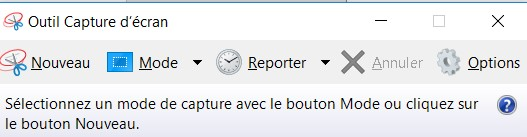 Outil Capture d'écran
Nouveau Mode Reporter Annuler Options
Sélectionnez un mode de capture avec le bouton Mode ou cliquez sur
le bouton Nouveau.